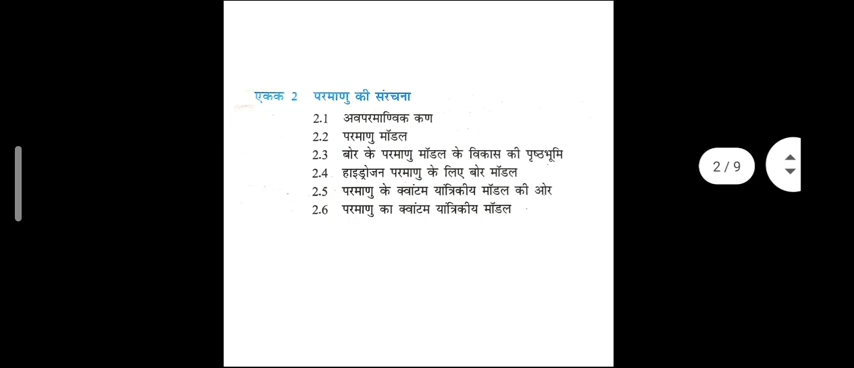 एकक 2 परमाणु की संरचना
2.1 अवपरमाण्विक कण
2.2 परमाणु मॉडल
2.3 बोर के परमाणु मॉडल के विकास की पृष्ठभूमि
2.4 हाइड्रोजन परमाणु के लिए बोर मॉडल
2.5 परमाणु के क्वांटम यांत्रिकीय मॉडल की ओर
2.6 परमाणु का क्वांटम यांत्रिकीय मॉडल
2 / 9